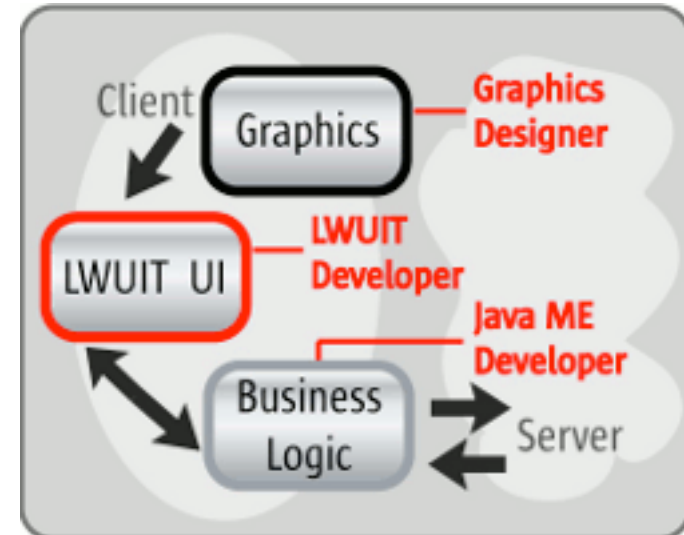 Client
Graphics
Graphics
Designer
LWUIT UI
LWUIT
Developer
Java ME
Developer
Business
Logic
Server